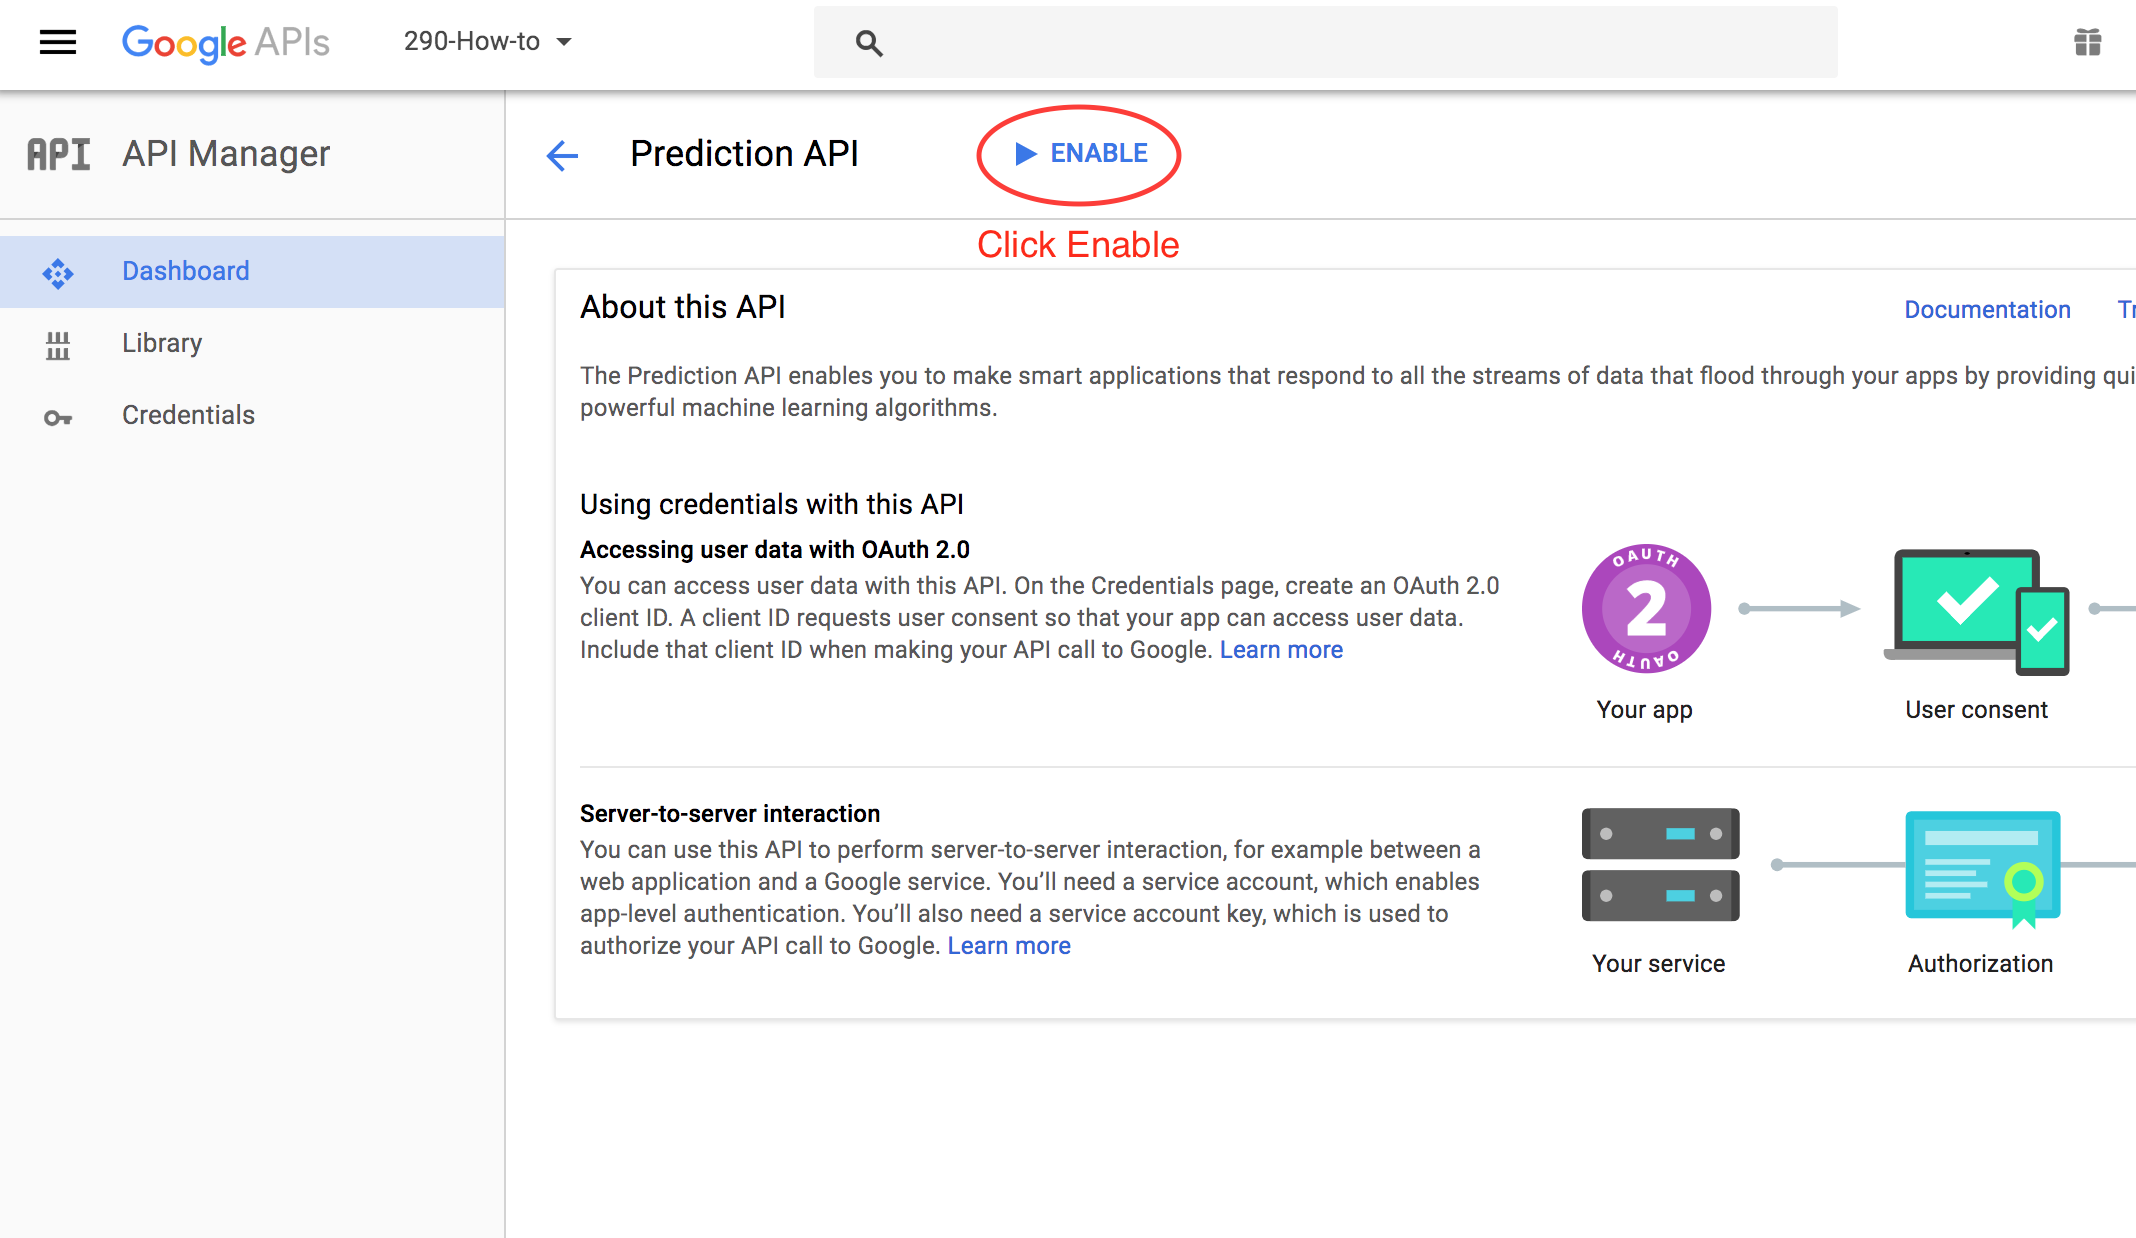 Google APIs
290-How-to
API
API Manager
Prediction API
ENABLE
Click Enable
Dashboard
Library
Credentials
About this API
Documentation
Tr
The Prediction API enables you to make smart applications that respond to all the streams of data that flood through your apps by providing qui
powerful machine learning algorithms.
Using credentials with this API
Accessing user data with OAuth 2.0
You can access user data with this API. On the Credentials page, create an OAuth 2.0
client ID. A client ID requests user consent so that your app can access user data.
Include that client ID when making your API call to Google. Learn more
OAUTH
2
OAUTH
Your app
User consent
Server-to-server interaction
You can use this API to perform server-to-server interaction, for example between a
web application and a Google service. You’ll need a service account, which enables
app-level authentication. You’ll also need a service account key, which is used to
authorize your API call to Google. Learn more
Your service
Authorization